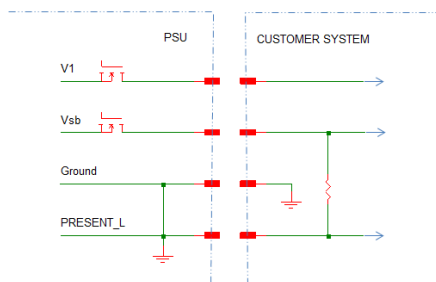 PSU
CUSTOMER SYSTEM
V1
Vsb
Ground
PRESENT_L